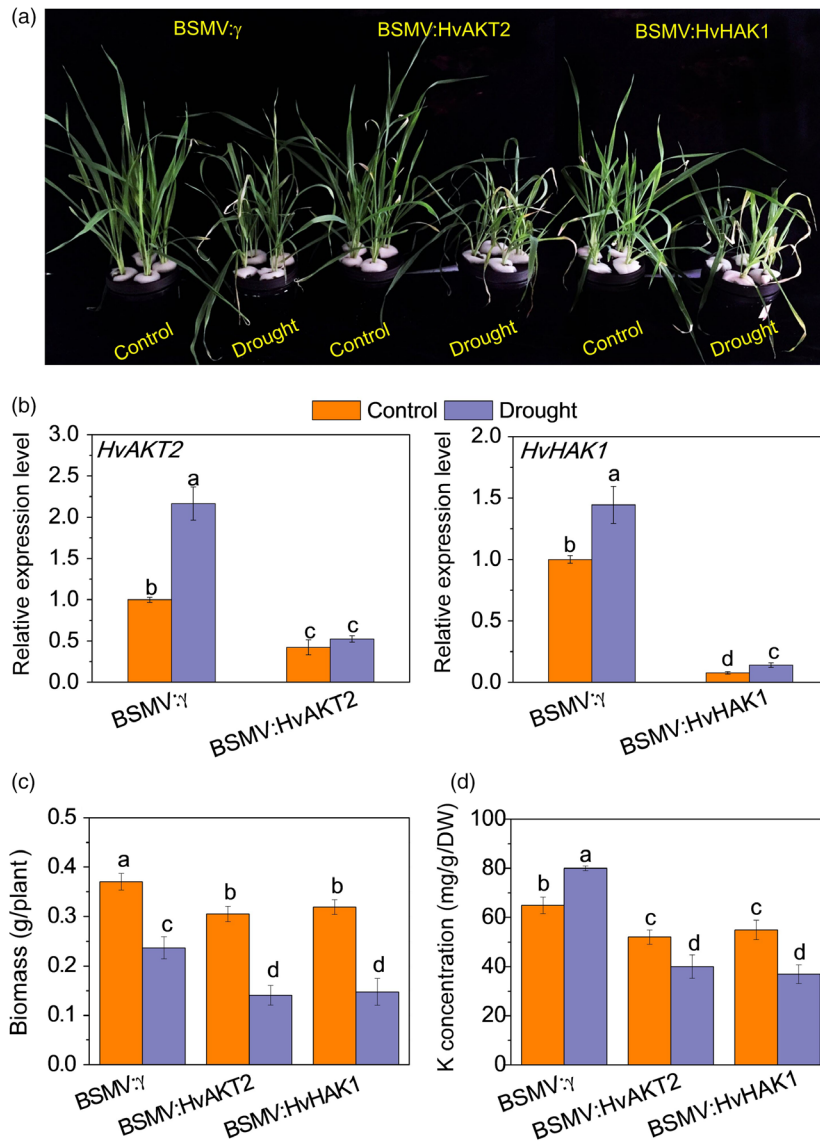 (a)
BSMV:γ
BSMV:HvAKT2
BSMV:HvHAK1
Control
Drought
Control
Drought
Control
Drought
(b)
Control
Drought
Relative expression level
3.0
2.5
2.0
1.5
1.0
0.5
0.0
HvAKT2
b
a
c
c
BSMV:γ
BSMV:HvAKT2
Relative expression level
2.0
1.5
1.0
0.5
0.0
HvHAK1
b
a
d
c
BSMV:γ
BSMV:HvHAK1
(c)
Biomass (g/plant)
0.5
0.4
0.3
0.2
0.1
0.0
a
c
b
d
b
d
BSMV:γ
BSMV:HvAKT2
BSMV:HvHAK1
(d)
K concentration (mg/g/DW)
100
80
60
40
20
0
b
a
c
d
c
d
BSMV:γ
BSMV:HvAKT2
BSMV:HvHAK1